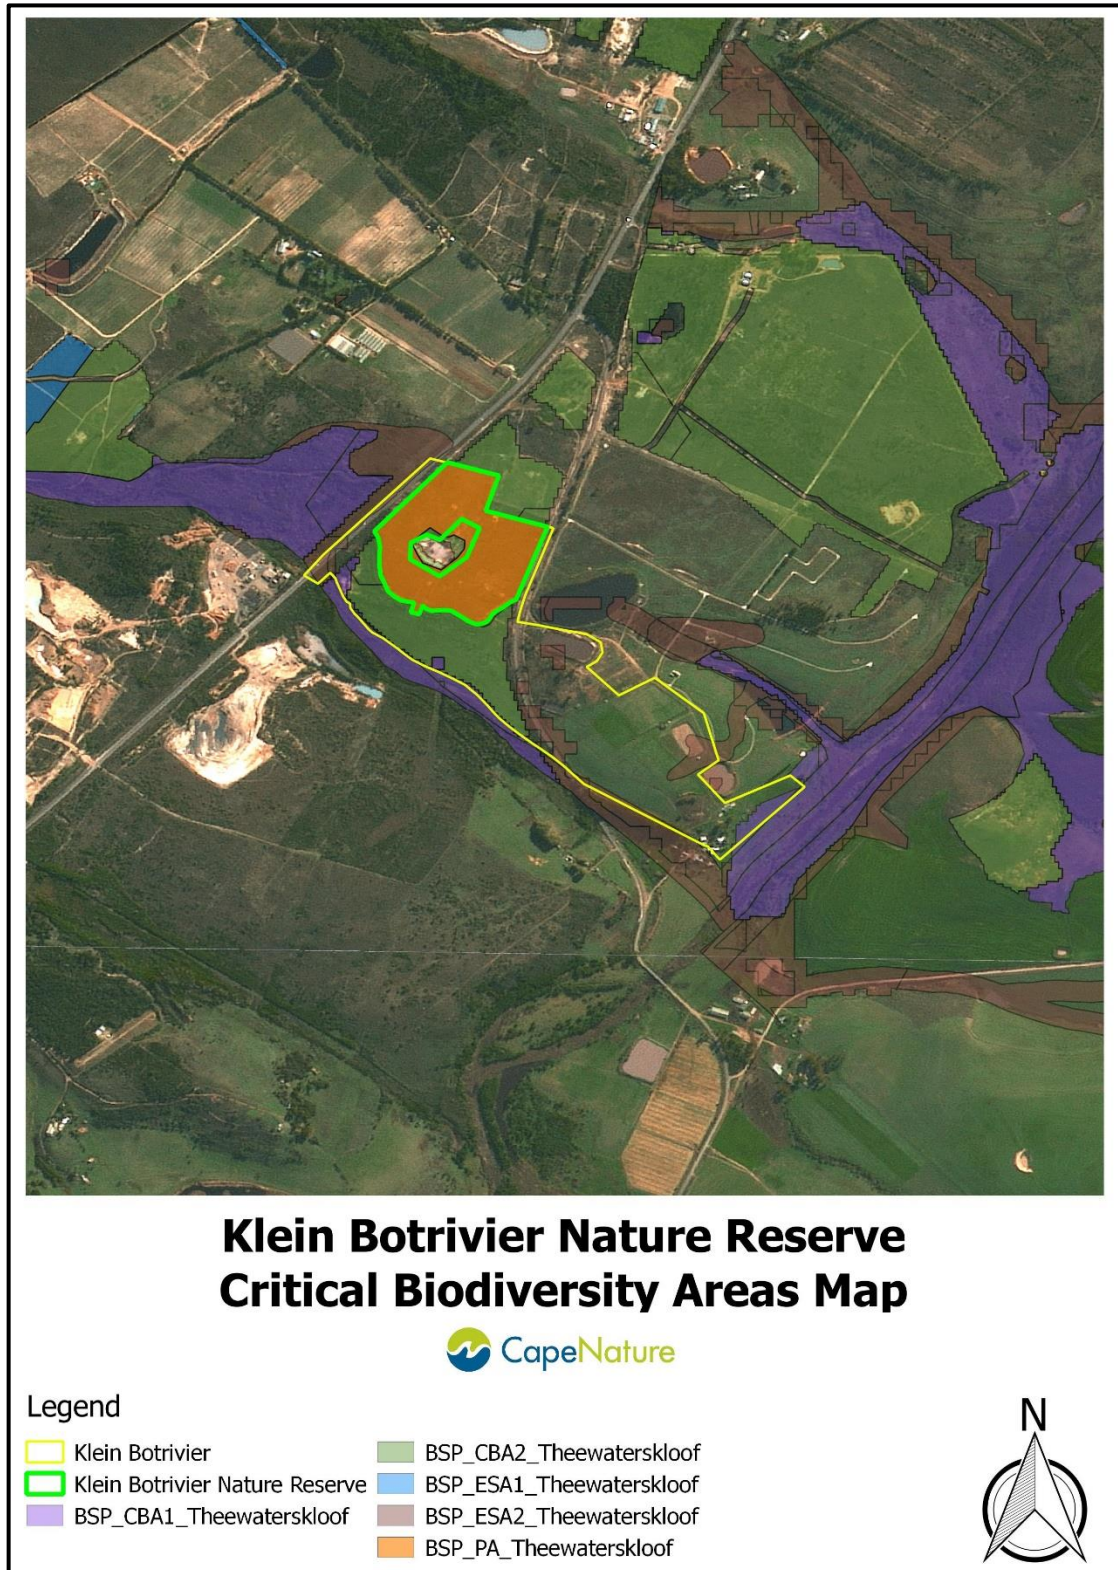 Klein Botrivier Nature Reserve
Critical Biodiversity Areas Map
CapeNature
Legend
Klein Botrivier
Klein Botrivier Nature Reserve
BSP_CBA1_Theewaterskloof
BSP_CBA2_Theewaterskloof
BSP_ESA1_Theewaterskloof
BSP_ESA2_Theewaterskloof
BSP_PA_Theewaterskloof
N